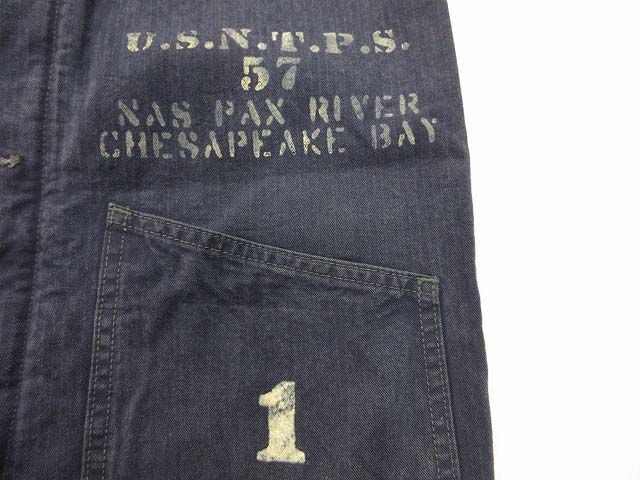 U.S.N.T.P.S.
57
NAS PAX RIVER
CHESAPEAKE BAY
1